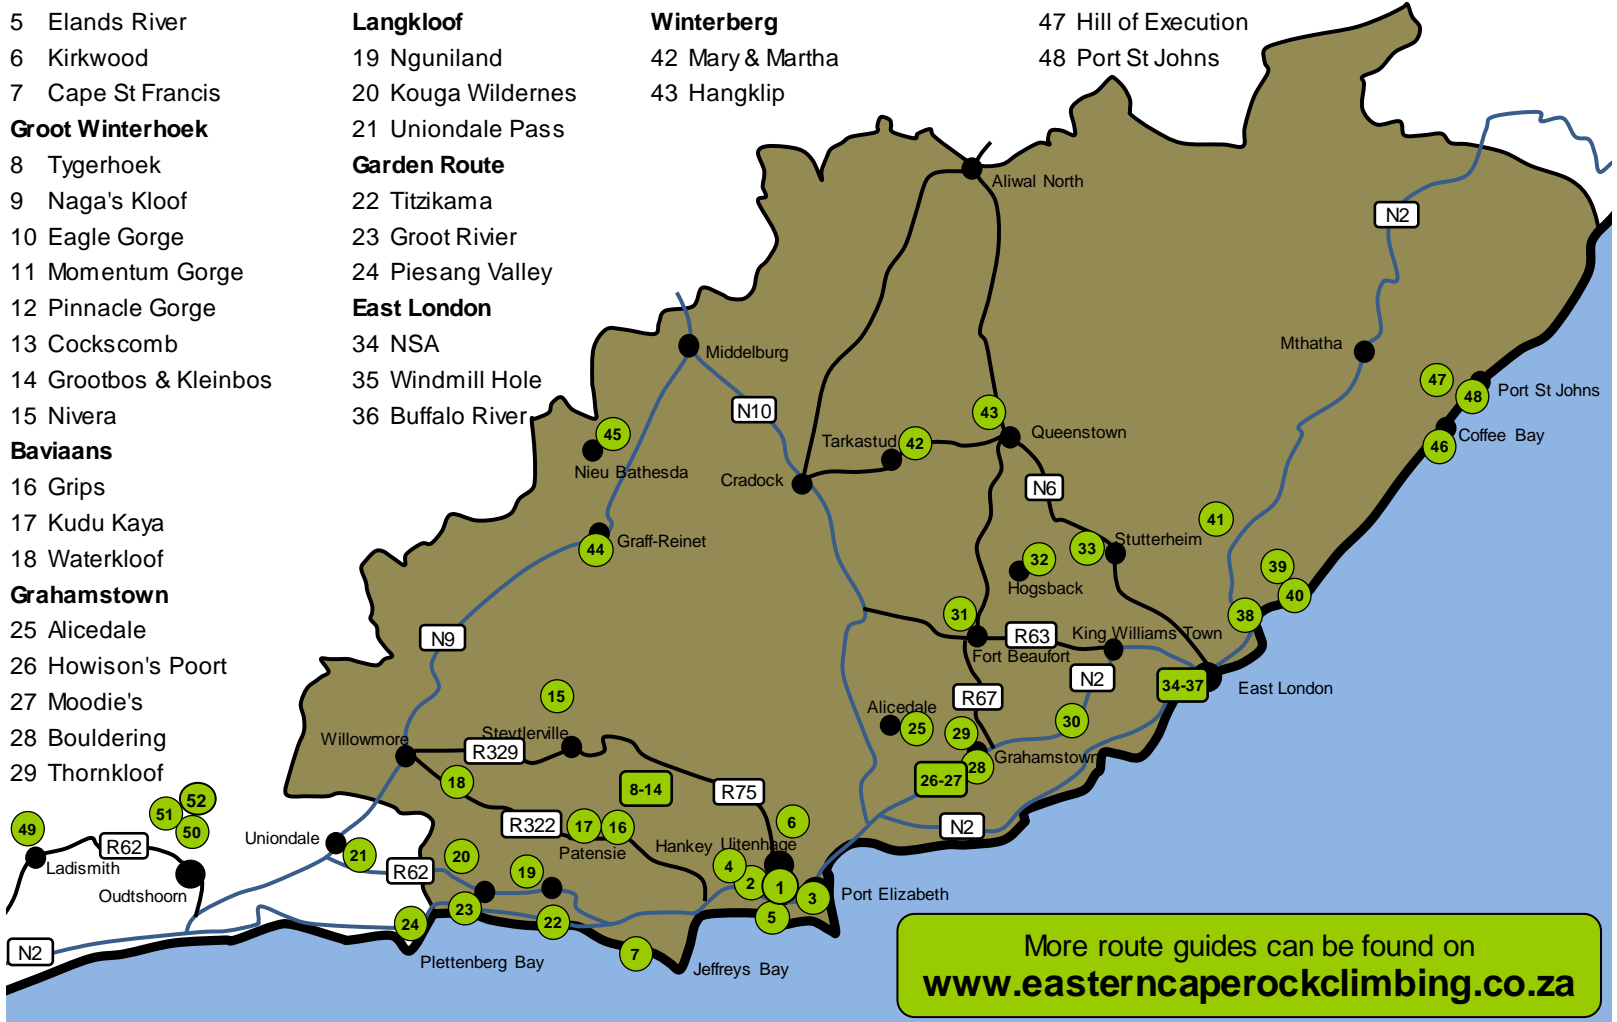 5 Elands River
6 Kirkwood
7 Cape St Francis
Groot Winterhoek
8 Tygerhoek
9 Naga's Kloof
10 Eagle Gorge
11 Momentum Gorge
12 Pinnacle Gorge
13 Cockscomb
14 Grootbos & Kleinbos
15 Nivera
Baviaans
16 Grips
17 Kudu Kaya
18 Waterkloof
Grahamstown
25 Alicedale
26 Howison's Poort
27 Moodie's
28 Bouldering
29 Thornkloof
Langkloof
19 Nguniland
20 Kouga Wildernes
21 Uniondale Pass
Garden Route
22 Titzikama
23 Groot Rivier
24 Piesang Valley
East London
34 NSA
35 Windmill Hole
36 Buffalo River
Winterberg
42 Mary & Martha
43 Hangklip
47 Hill of Execution
48 Port St Johns
Aliwal North
N2
Middelburg
Mthatha
N10
47
48
Port St Johns
43
45
Tarkastud
42
Queenstown
46
Coffee Bay
Nieu Bathesda
Cradock
N6
41
44
Graff-Reinet
33
Stutterheim
32
Hogsback
39
40
31
38
N9
R63
King Williams Town
Fort Beaufort
N2
34-37
East London
15
R67
Alicedale
25
29
30
Steytlerville
Willowmore
R329
Grahamstown
28
26-27
18
8-14
R75
52
51
50
49
R62
Ladismith
Oudtshoorn
R322
17
16
Patensie
6
N2
Uniondale
21
R62
20
19
Hankey
Uitenhage
4
2
1
3
Port Elizabeth
5
24
23
22
7
N2
Plettenberg Bay
Jeffreys Bay
More route guides can be found on
www.easterncaperockclimbing.co.za